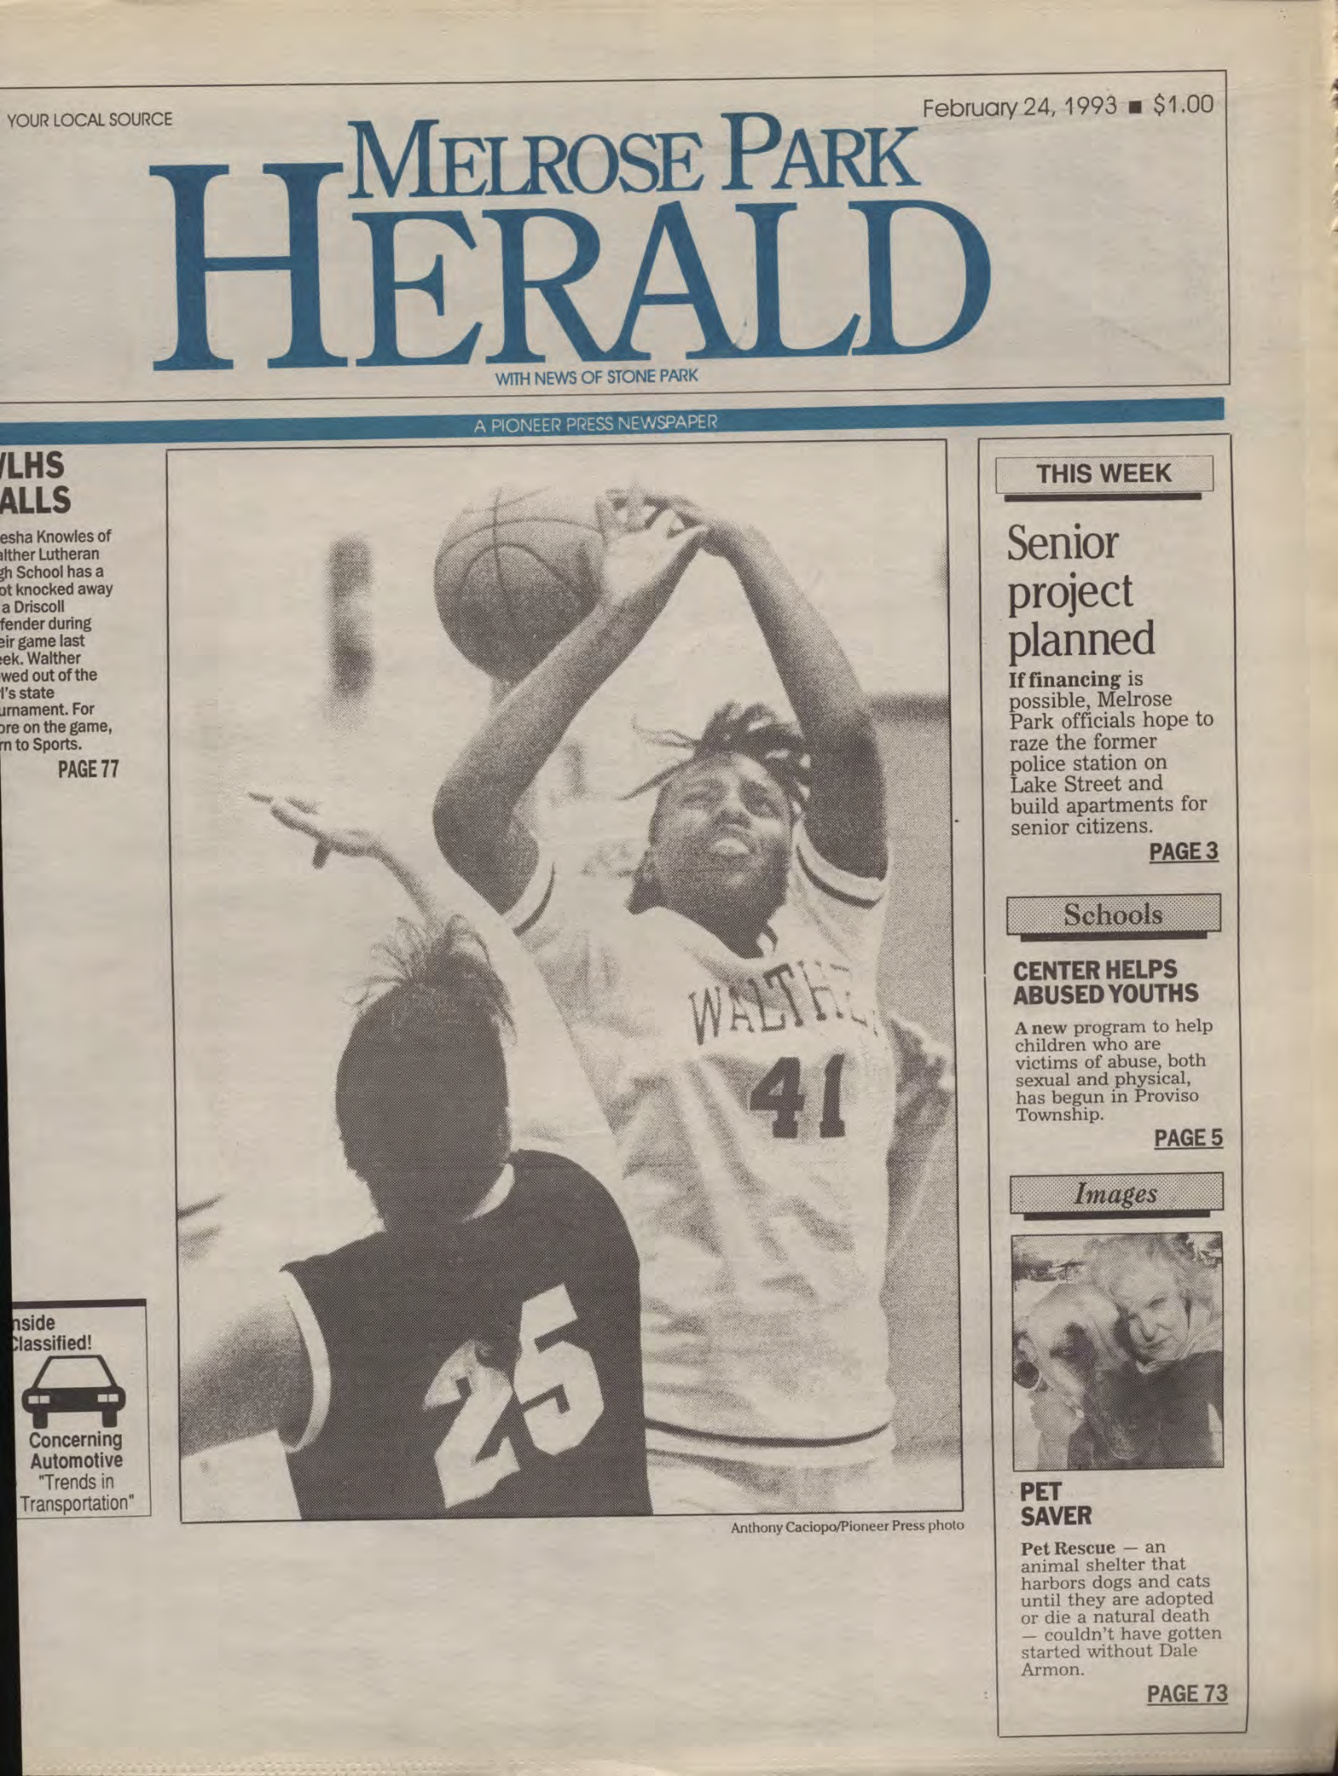 YOUR LOCAL SOURCE
February 24, 1993 ■ $1.00
MELROSE PARK
HERALD
WITH NEWS OF STONE PARK
A PIONEER PRESS NEWSPAPER
LHS
ALLS
esha Knowles of
alther Lutheran
gh School has a
ot knocked away
a Driscoll
fender during
eir game last
ek. Walther
wed out of the
l's state
urnament. For
ore on the game,
rn to Sports.
PAGE 77
nside
Classified!
Concerning
Automotive
"Trends in
Transportation"
WALTHE
41
25
Anthony Caciopo/Pioneer Press photo
THIS WEEK
Senior
project
planned
If financing is
possible, Melrose
Park officials hope to
raze the former
police station on
Lake Street and
build apartments for
senior citizens.
PAGE 3
Schools
CENTER HELPS
ABUSED YOUTHS
A new program to help
children who are
victims of abuse, both
sexual and physical,
has begun in Proviso
Township.
PAGE 5
Images
PET
SAVER
Pet Rescue — an
animal shelter that
harbors dogs and cats
until they are adopted
or die a natural death
— couldn't have gotten
started without Dale
Armon.
PAGE 73